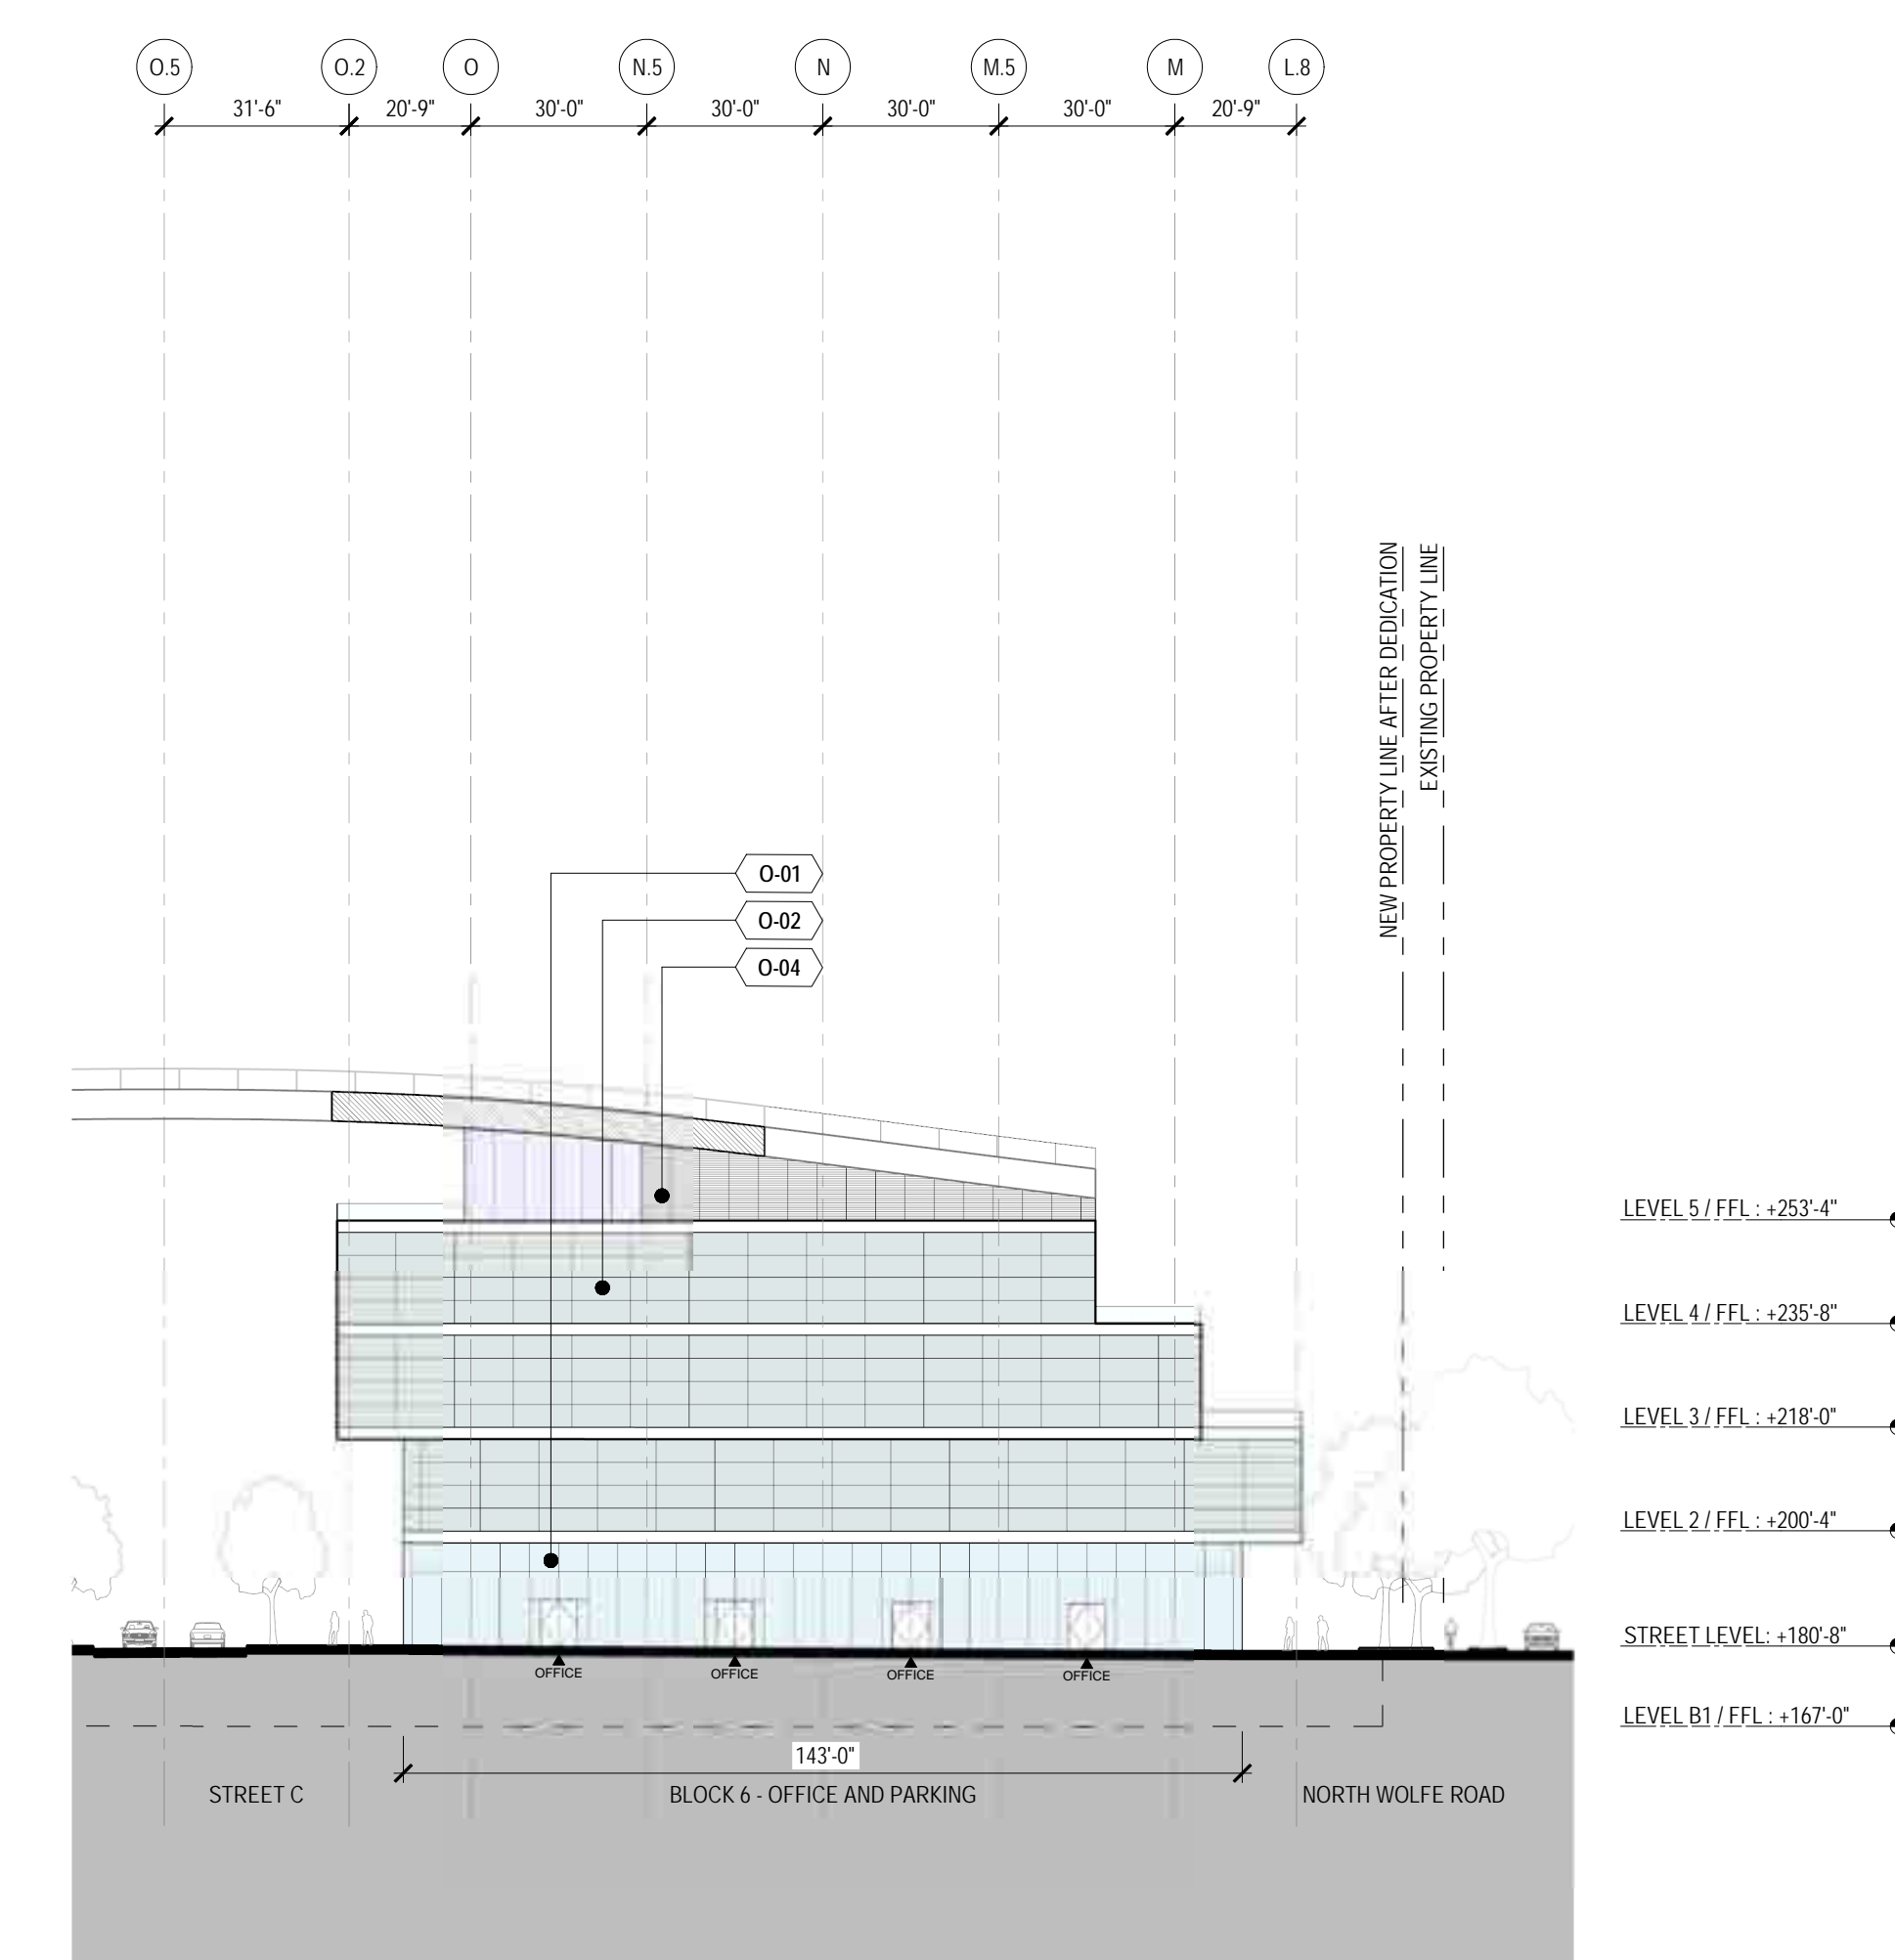 O.5 O.2 O N.5 N M.5 M L.8
31'-6" 20'-9" 30'-0" 30'-0" 30'-0" 30'-0" 20'-9"
NEW PROPERTY LINE AFTER DEDICATION
EXISTING PROPERTY LINE
O-01
O-02
O-04
LEVEL 5 / FFL : +253'-4"
LEVEL 4 / FFL : +235'-8"
LEVEL 3 / FFL : +218'-0"
LEVEL 2 / FFL : +200'-4"
STREET LEVEL: +180'-8"
OFFICE OFFICE OFFICE OFFICE
LEVEL B1 / FFL : +167'-0"
143'-0"
STREET C BLOCK 6 - OFFICE AND PARKING NORTH WOLFE ROAD